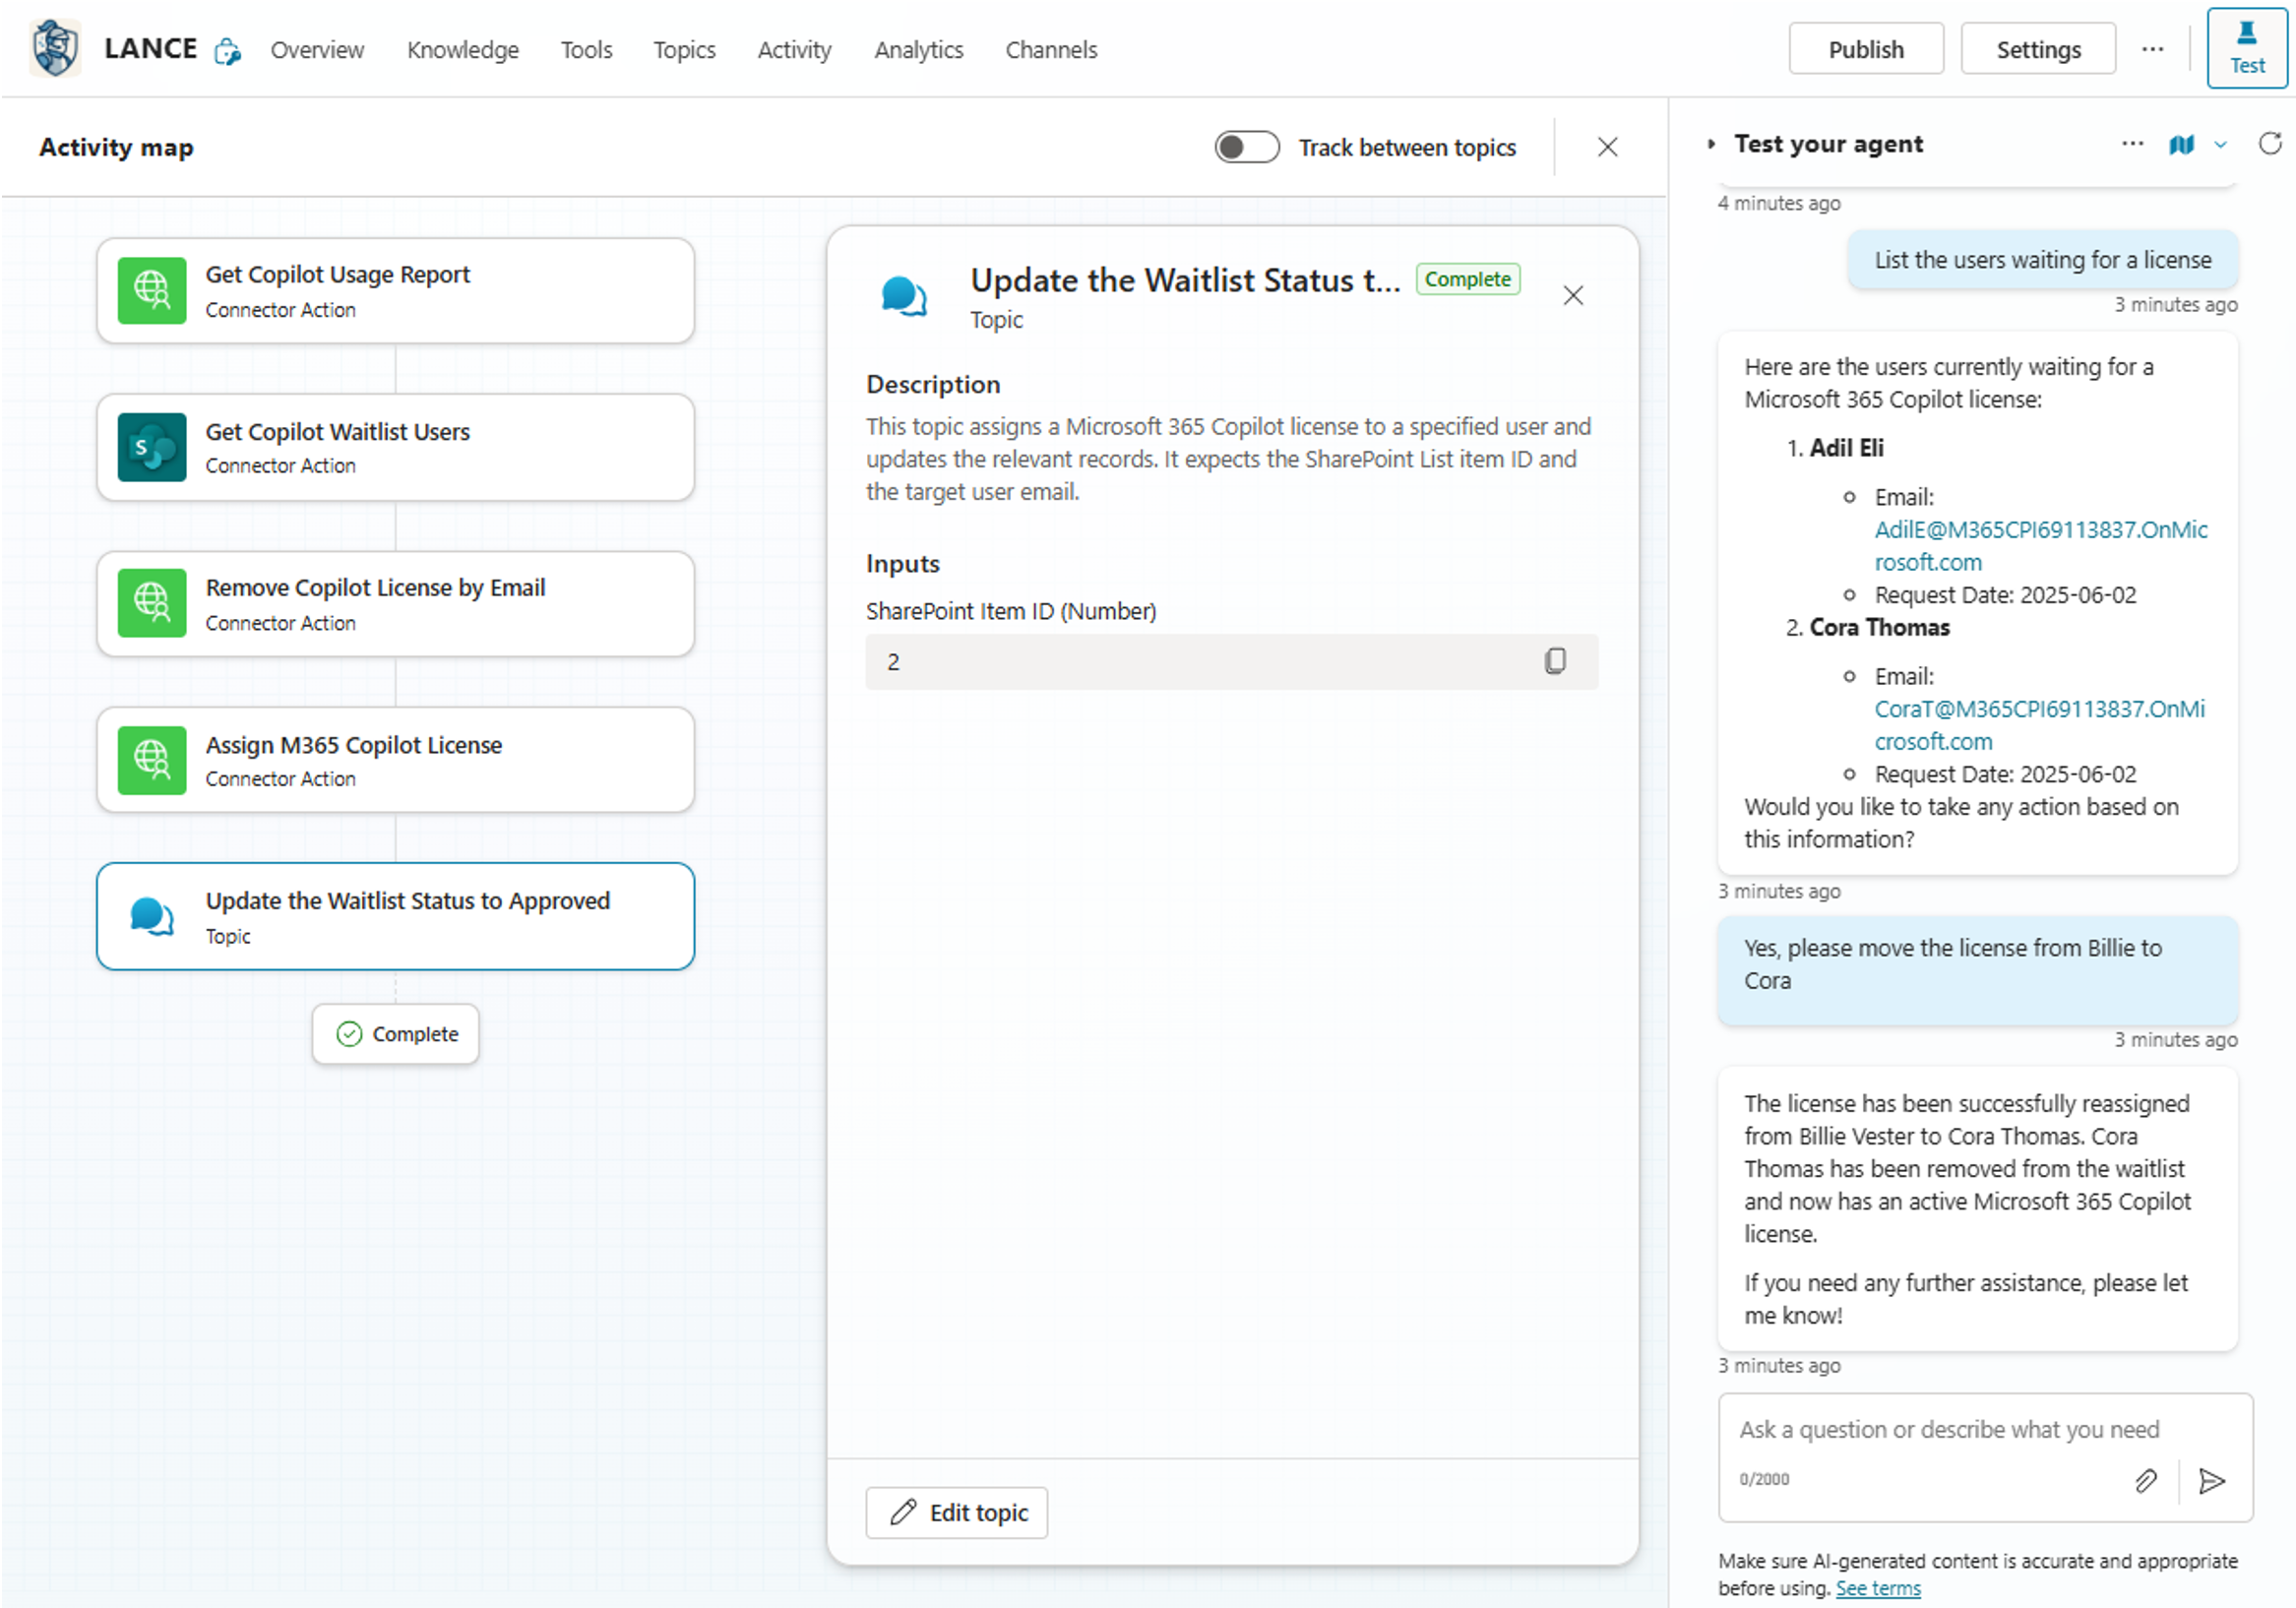 LANCE
Overview
Knowledge
Tools
Topics
Activity
Analytics
Channels
Publish
Settings
...
Test
Activity map
Track between topics
Get Copilot Usage Report
Connector Action
Get Copilot Waitlist Users
Connector Action
Remove Copilot License by Email
Connector Action
Assign M365 Copilot License
Connector Action
Update the Waitlist Status to Approved
Topic
Complete
Update the Waitlist Status t...
Complete
Topic
Description
This topic assigns a Microsoft 365 Copilot license to a specified user and
updates the relevant records. It expects the SharePoint List item ID and
the target user email.
Inputs
SharePoint Item ID (Number)
2
Edit topic
Test your agent
...
4 minutes ago
List the users waiting for a license
3 minutes ago
Here are the users currently waiting for a
Microsoft 365 Copilot license:
1. Adil Eli
Email:
AdilE@M365CPI69113837.OnMic
rosoft.com
Request Date: 2025-06-02
2. Cora Thomas
Email:
CoraT@M365CPI69113837.OnMi
crosoft.com
Request Date: 2025-06-02
Would you like to take any action based on
this information?
3 minutes ago
Yes, please move the license from Billie to
Cora
3 minutes ago
The license has been successfully reassigned
from Billie Vester to Cora Thomas. Cora
Thomas has been removed from the waitlist
and now has an active Microsoft 365 Copilot
license.
If you need any further assistance, please let
me know!
3 minutes ago
Ask a question or describe what you need
0/2000
Make sure AI-generated content is accurate and appropriate
before using. See terms